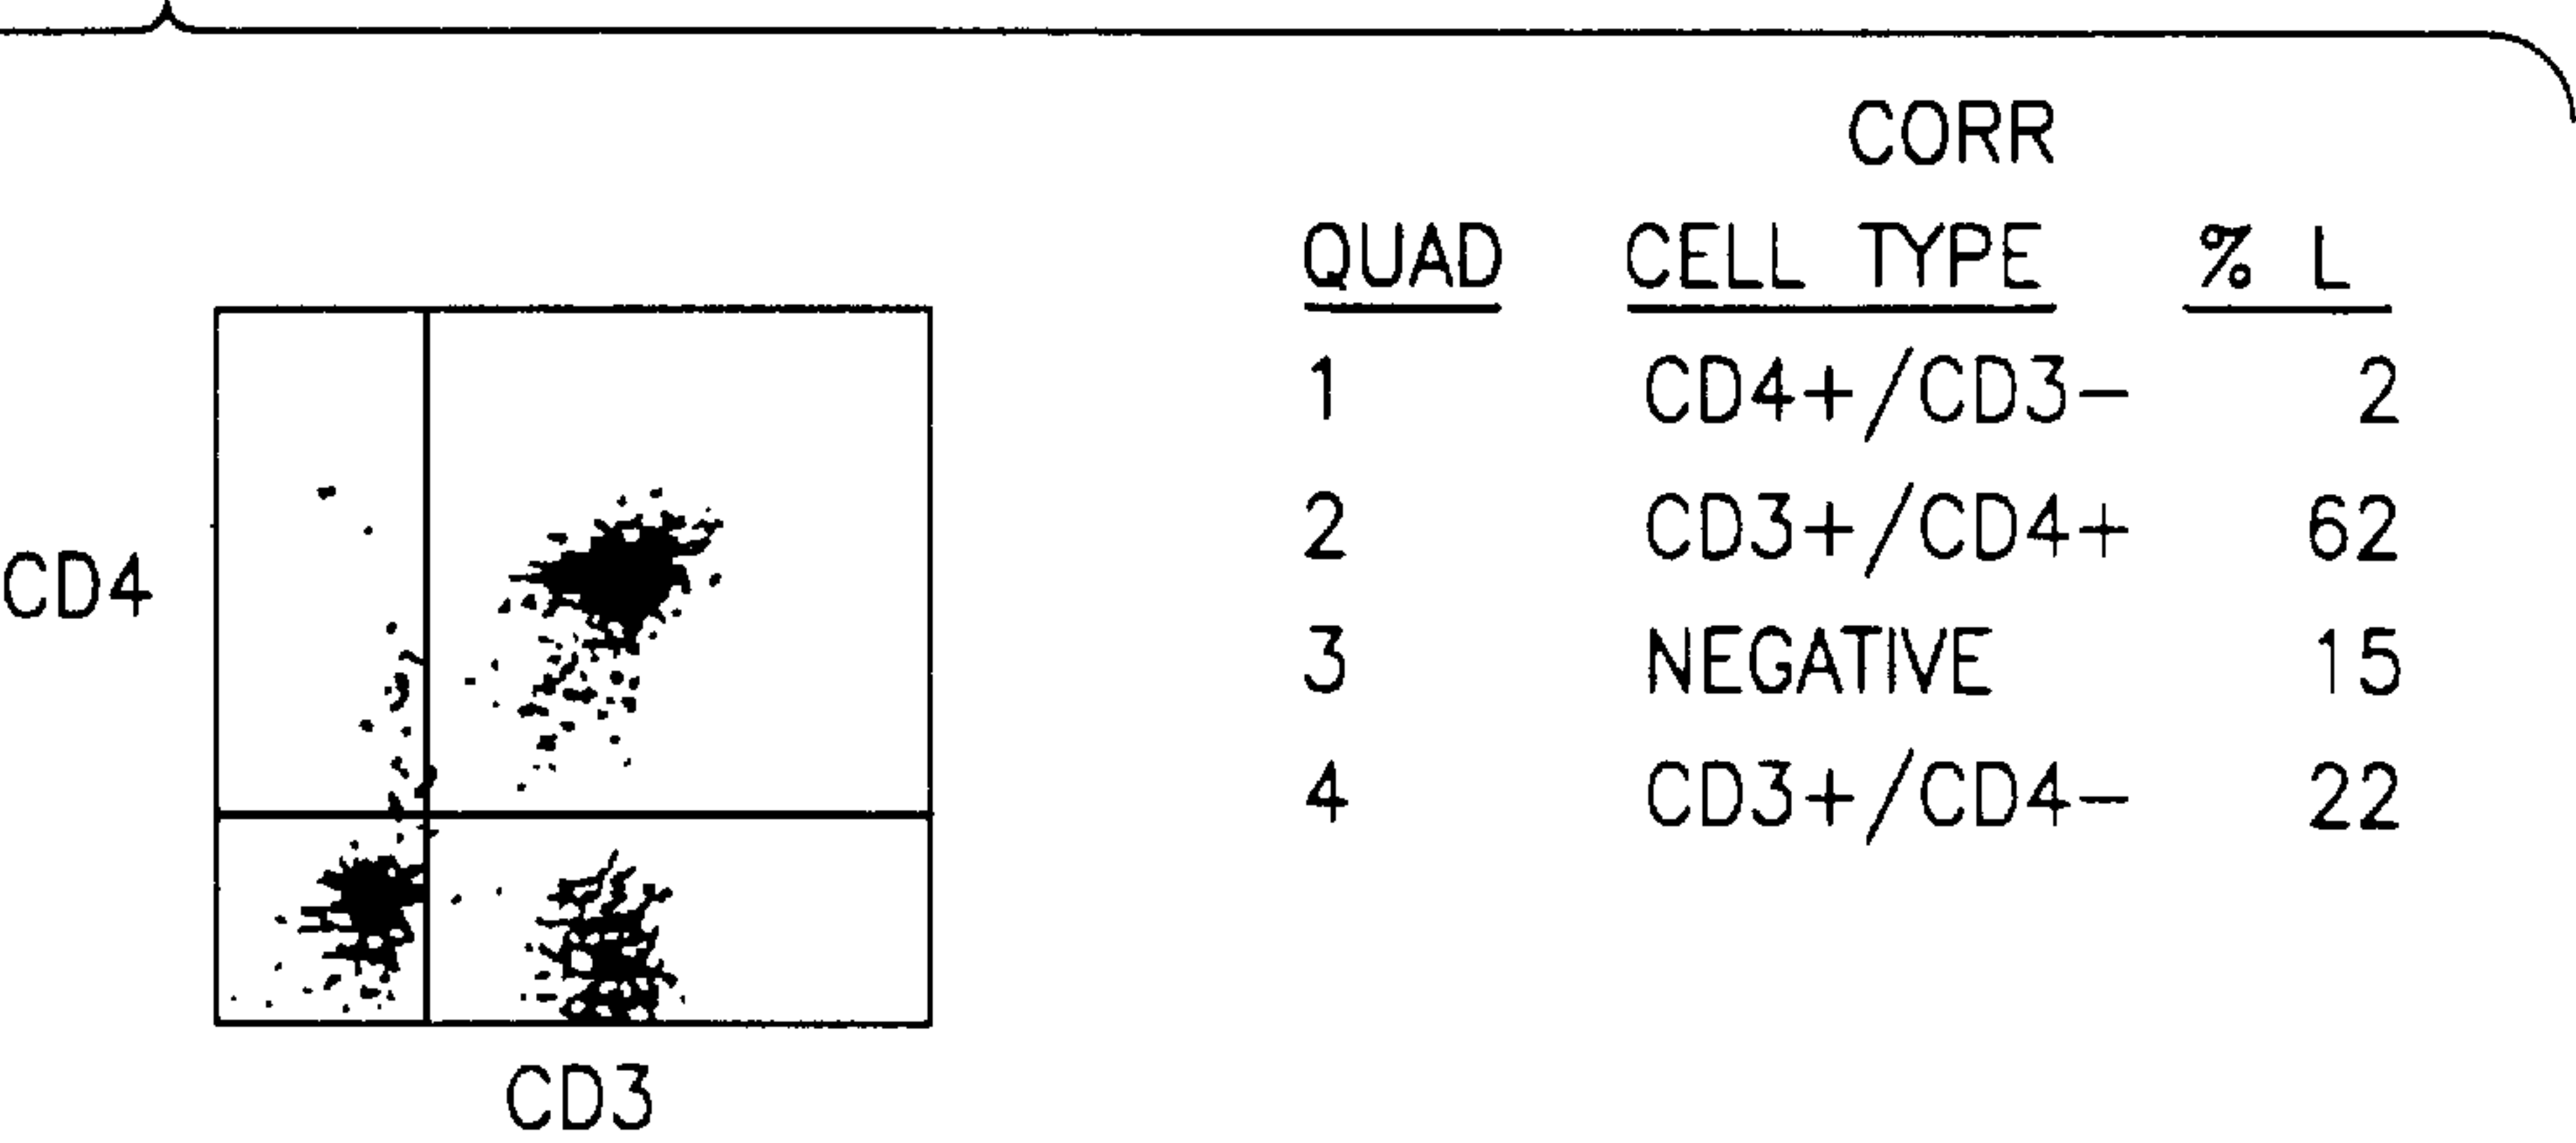 CORR
QUAD CELL TYPE % L
1 CD4+/CD3- 2
2 CD3+/CD4+ 62
3 NEGATIVE 15
4 CD3+/CD4- 22
CD4
CD3